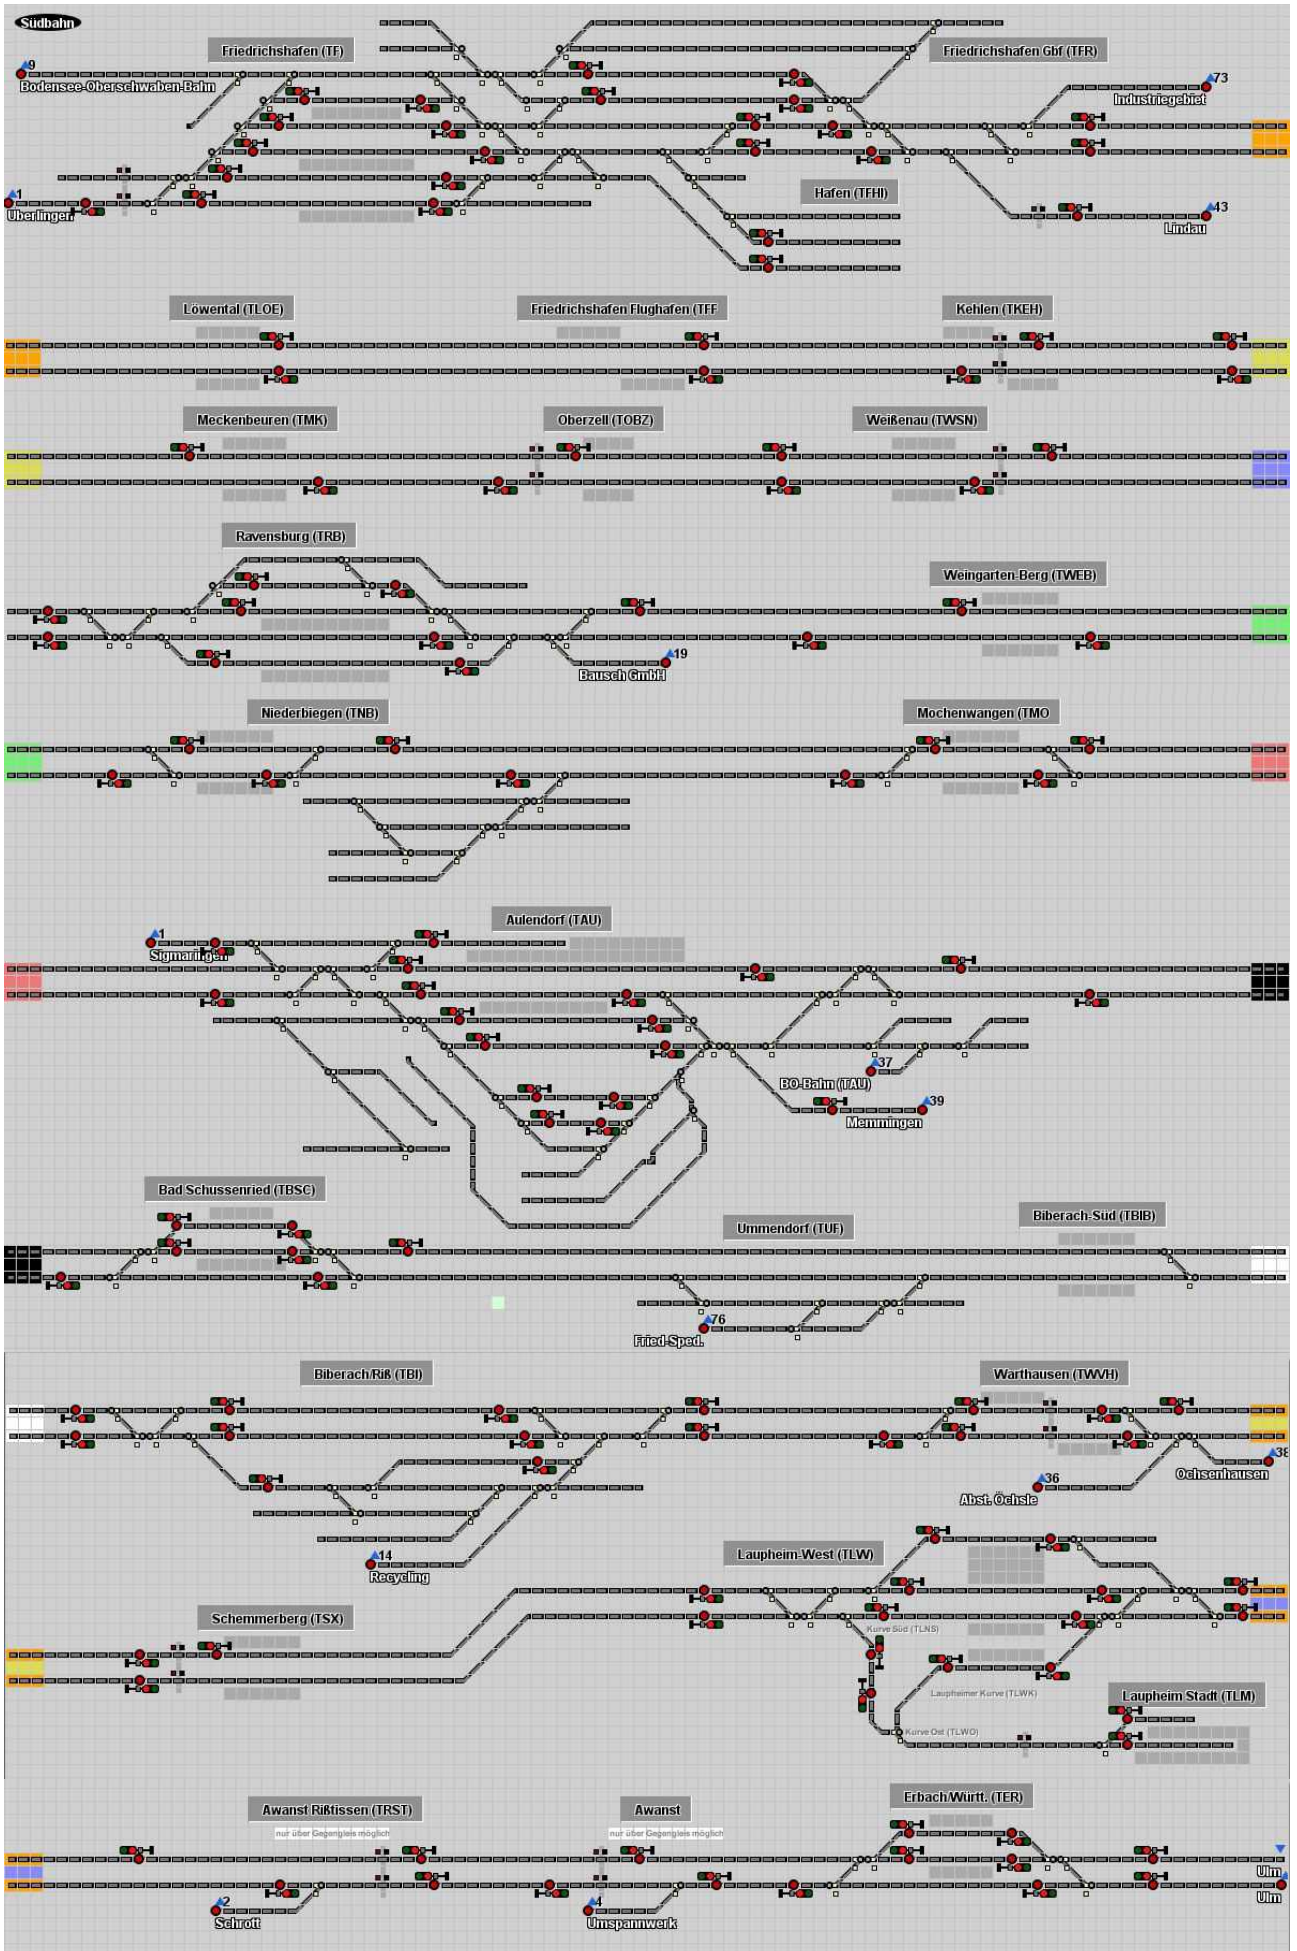 Südbahn
Friedrichshafen (TF)
Friedrichshafen Gbf (TFR)
9
Bodensee-Oberschwaben-Bahn
73
Industriegebiet
1
Überlingen
Hafen (TFHI)
43
Lindau
Löwental (TLOE)
Friedrichshafen Flughafen (TFF
Kehlen (TKEH)
Meckenbeuren (TMK)
Oberzell (TOBZ)
Weißenau (TWSN)
Ravensburg (TRB)
Weingarten-Berg (TWEB)
19
Bausch GmbH
Niederbiegen (TNB)
Mochenwangen (TMO
Aulendorf (TAU)
1
Sigmaringen
37
BO-Bahn (TAU)
39
Memmingen
Bad Schussenried (TBSC)
Ummendorf (TUF)
Biberach-Süd (TBIB)
76
Fried-Sped.
Biberach/Riß (TBI)
Warthausen (TWVH)
38
Ochsenhausen
36
Abst. Öchsle
14
Recycling
Laupheim-West (TLW)
Schemmerberg (TSX)
Kurve Süd (TLNS)
Laupheimer Kurve (TLWK)
Laupheim Stadt (TLM)
Kurve Ost (TLWO)
Awanst Rißtissen (TRST)
Awanst
Erbach/Württ. (TER)
nur über Gegengleis möglich
nur über Gegengleis möglich
Ulm
2
Schrott
4
Umspannwerk
Ulm